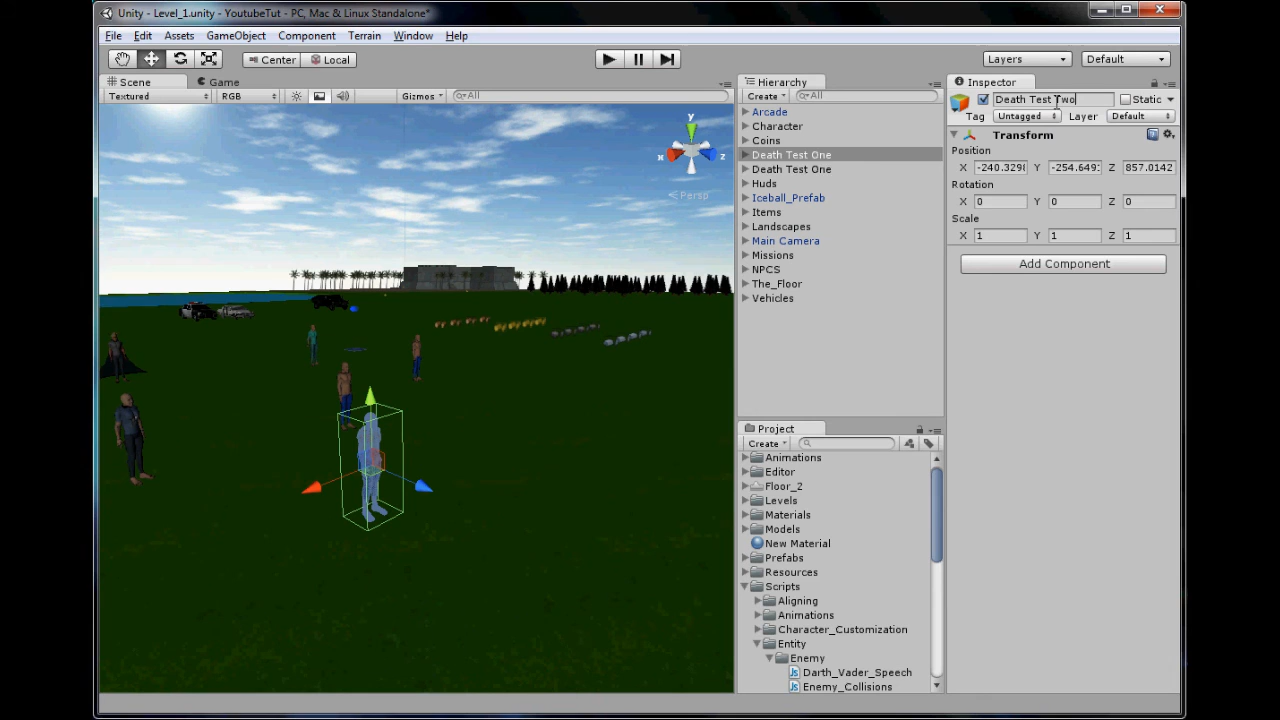 Unity - Level_1.unity - YoutubeTut - PC, Mac & Linux Standalone*
File Edit Assets GameObject Component Terrain Window Help
Center Local Layers Default
Scene Game
Textured RGB Gizmos All
y
x z
Persp
Hierarchy
Create All
Arcade
Character
Coins
Death Test One
Death Test One
Huds
Iceball_Prefab
Items
Landscapes
Main Camera
Missions
NPCS
The_Floor
Vehicles
Project
Create
Animations
Editor
Floor_2
Levels
Materials
Models
New Material
Prefabs
Resources
Scripts
Aligning
Animations
Character_Customization
Entity
Enemy
Darth_Vader_Speech
Enemy_Collisions
Inspector
Death Test Two Static
Tag Untagged Layer Default
Transform
Position
X -240.329 Y -254.649 Z 857.0142
Rotation
X 0 Y 0 Z 0
Scale
X 1 Y 1 Z 1
Add Component